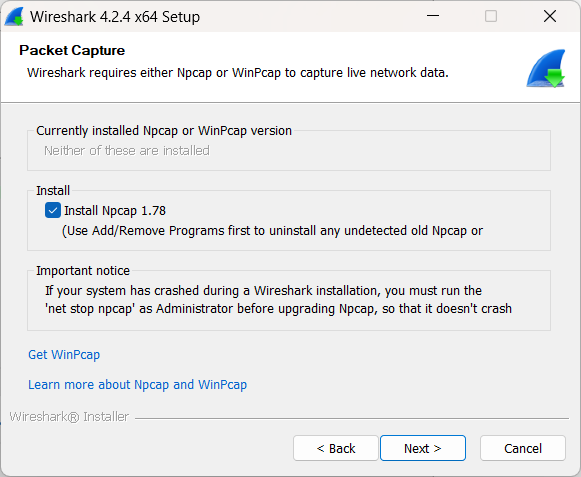 Wireshark 4.2.4 x64 Setup
Packet Capture
Wireshark requires either Npcap or WinPcap to capture live network data.
Currently installed Npcap or WinPcap version
Neither of these are installed
Install
Install Npcap 1.78
(Use Add/Remove Programs first to uninstall any undetected old Npcap or
Important notice
If your system has crashed during a Wireshark installation, you must run the
'net stop npcap' as Administrator before upgrading Npcap, so that it doesn't crash
Get WinPcap
Learn more about Npcap and WinPcap
Wireshark® Installer
< Back
Next >
Cancel